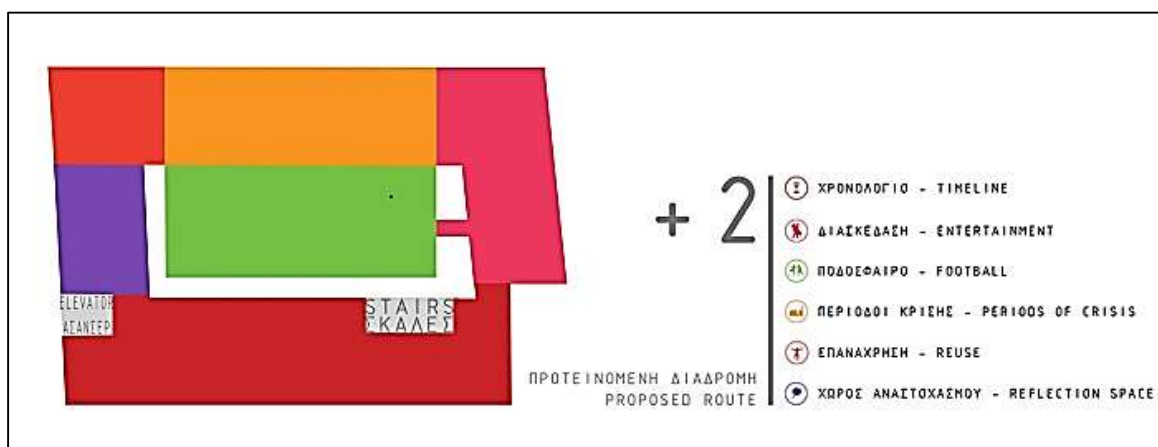 ELEVATOR
ΑΣΑΝΣΕΡ
STAIRS
ΣΚΑΛΕΣ
+ 2
ΠΡΟΤΕΙΝΟΜΕΝΗ ΔΙΑΔΡΟΜΗ
PROPOSED ROUTE
ΧΡΟΝΟΛΟΓΙΟ - TIMELINE
ΔΙΑΣΚΕΔΑΣΗ - ENTERTAINMENT
ΠΟΔΟΣΦΑΙΡΟ - FOOTBALL
ΠΕΡΙΟΔΟΙ ΚΡΙΣΗΣ - PERIODS OF CRISIS
ΕΠΑΝΑΧΡΗΣΗ - REUSE
ΧΩΡΟΣ ΑΝΑΣΤΟΧΑΣΜΟΥ - REFLECTION SPACE